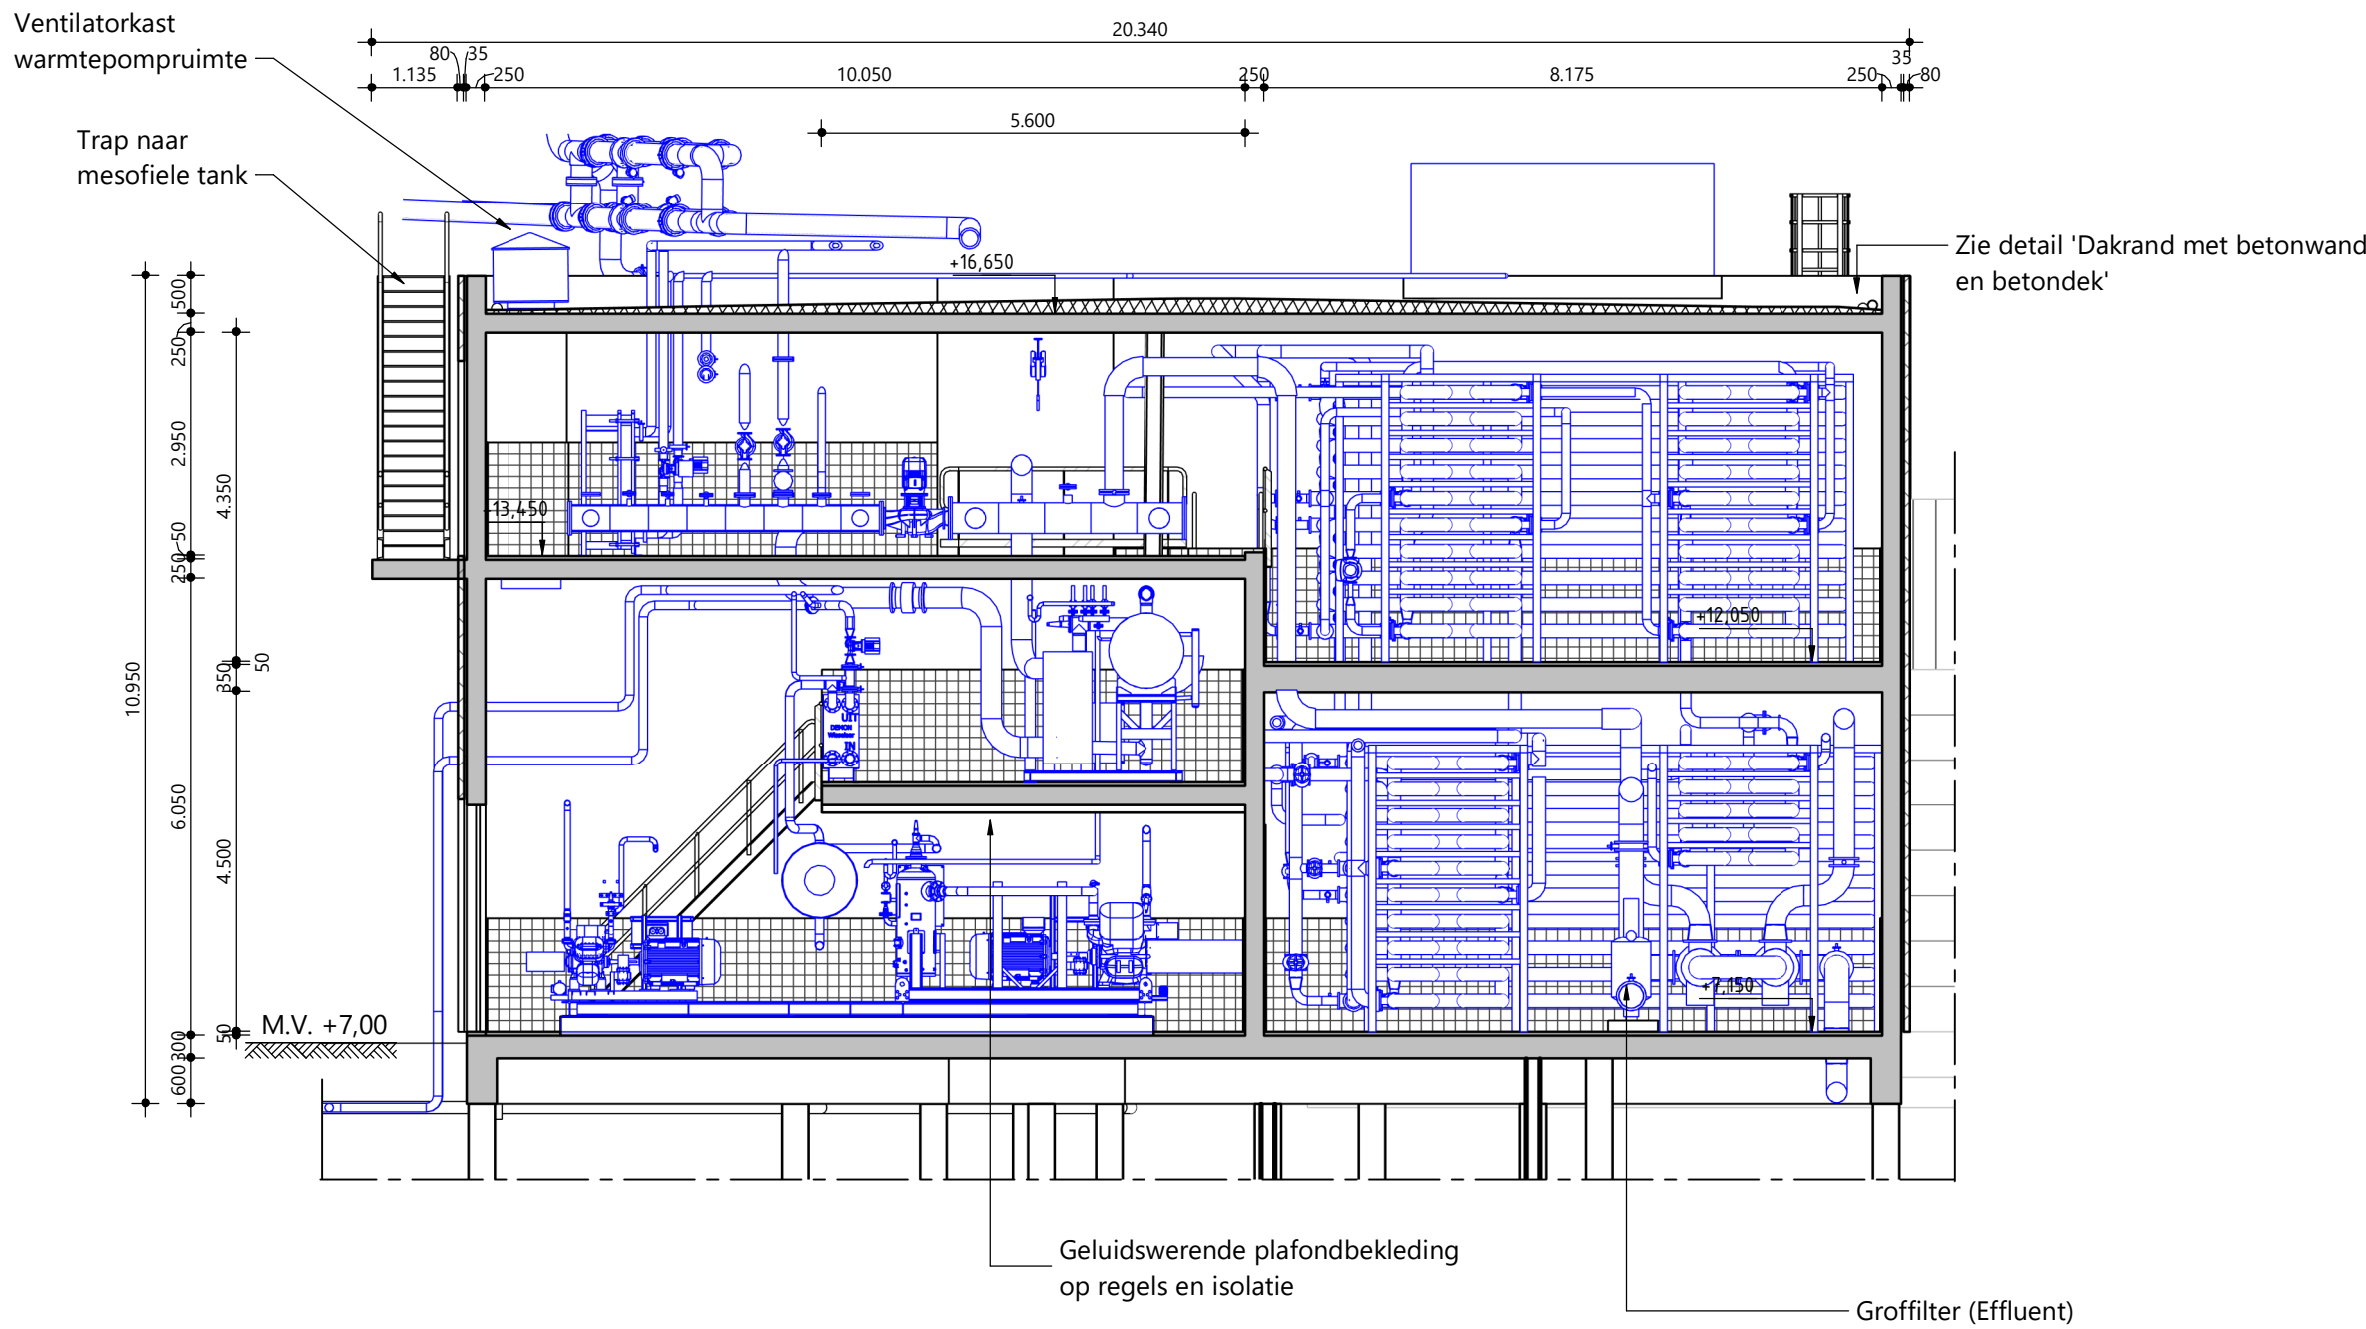 Ventilatorkast
warmtepompruimte
Trap naar
mesofiele tank
20.340
1.135
80
35
250
10.050
250
8.175
250
35
80
5.600
Zie detail 'Dakrand met betonwand
en betondek'
+16,650
+13,450
+12,050
+7,150
10.950
500
250
2.950
50
250
6.050
300
600
4.350
50
350
4.500
50
UIT
DEMON
IN
M.V. +7,00
Geluidswerende plafondbekleding
op regels en isolatie
Groffilter (Effluent)